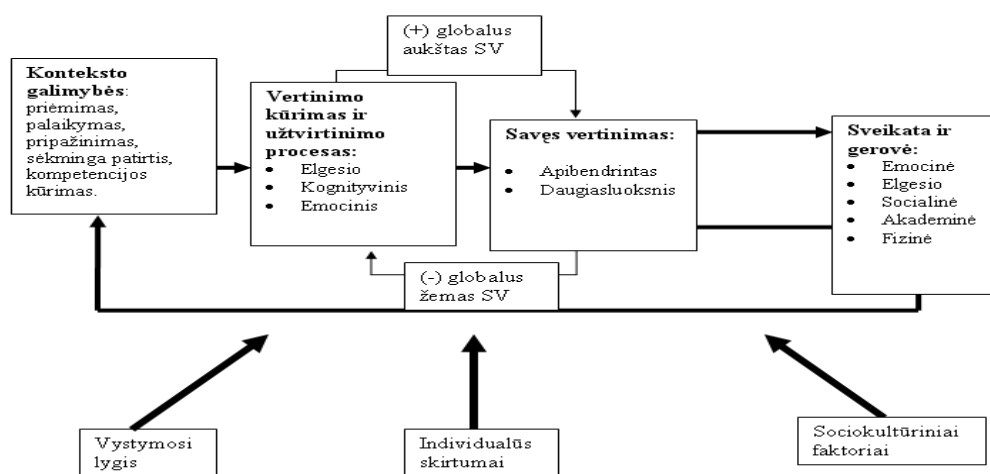 (+) globalus
aukštas SV
Konteksto
galimybės:
priėmimas,
palaikymas,
pripažinimas,
sėkminga patirtis,
kompetencijos
kūrimas.
Vertinimo
kūrimas ir
užtvirtinimo
procesas:
• Elgesio
• Kognityvinis
• Emocinis
Savęs vertinimas:
• Apibendrintas
• Daugiasluoksnis
Sveikata ir
gerovė:
• Emocinė
• Elgesio
• Socialinė
• Akademinė
• Fizinė
(-) globalus
žemas SV
Vystymosi
lygis
Individualūs
skirtumai
Sociokultūriniai
faktoriai